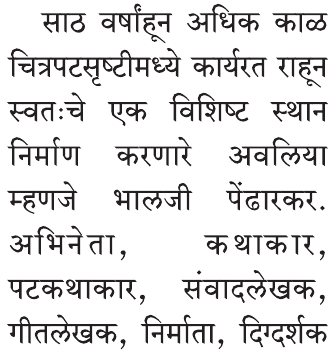 साठ वर्षांहून अधिक काळ
चित्रपटसृष्टीमध्ये कार्यरत राहून
स्वतःचे एक विशिष्ट स्थान
निर्माण करणारे अवलिया
म्हणजे भालजी पेंढारकर.
अभिनेता, कथाकार,
पटकथाकार, संवादलेखक,
गीतलेखक, निर्माता, दिग्दर्शक